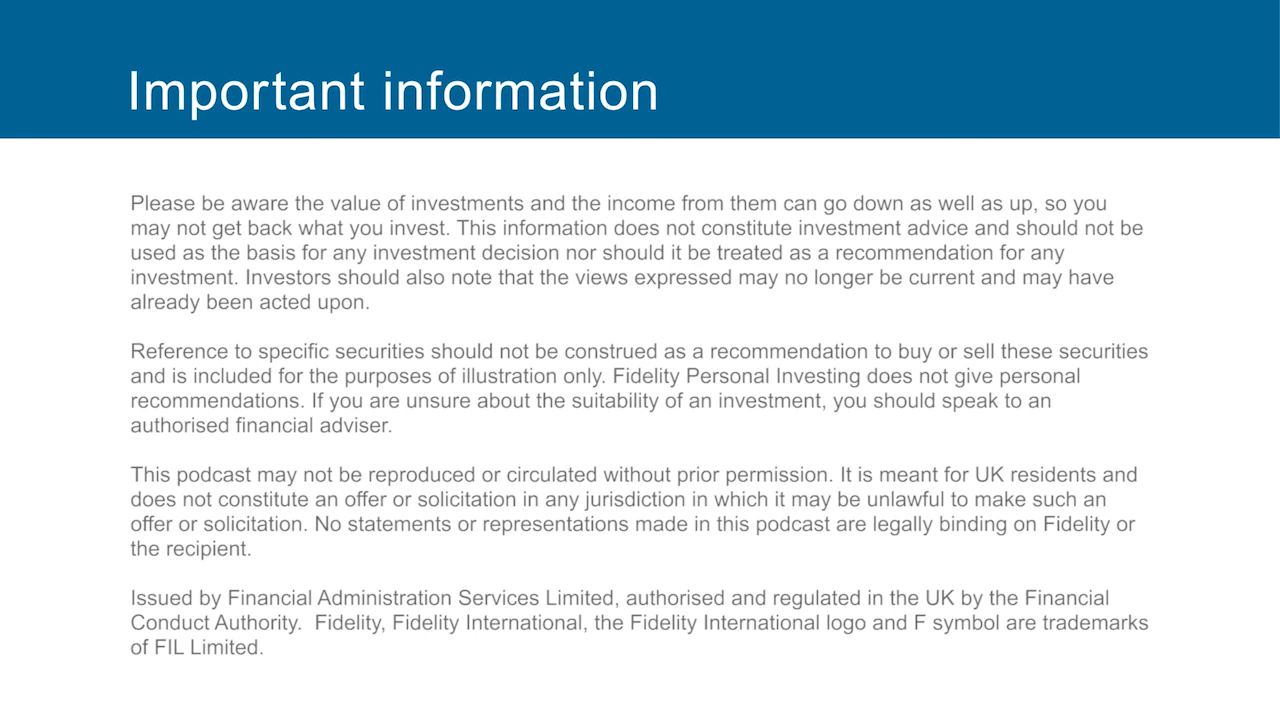 Important information
Please be aware the value of investments and the income from them can go down as well as up, so you
may not get back what you invest. This information does not constitute investment advice and should not be
used as the basis for any investment decision nor should it be treated as a recommendation for any
investment. Investors should also note that the views expressed may no longer be current and may have
already been acted upon.
Reference to specific securities should not be construed as a recommendation to buy or sell these securities
and is included for the purposes of illustration only. Fidelity Personal Investing does not give personal
recommendations. If you are unsure about the suitability of an investment, you should speak to an
authorised financial adviser.
This podcast may not be reproduced or circulated without prior permission. It is meant for UK residents and
does not constitute an offer or solicitation in any jurisdiction in which it may be unlawful to make such an
offer or solicitation. No statements or representations made in this podcast are legally binding on Fidelity or
the recipient.
Issued by Financial Administration Services Limited, authorised and regulated in the UK by the Financial
Conduct Authority.  Fidelity, Fidelity International, the Fidelity International logo and F symbol are trademarks
of FIL Limited.